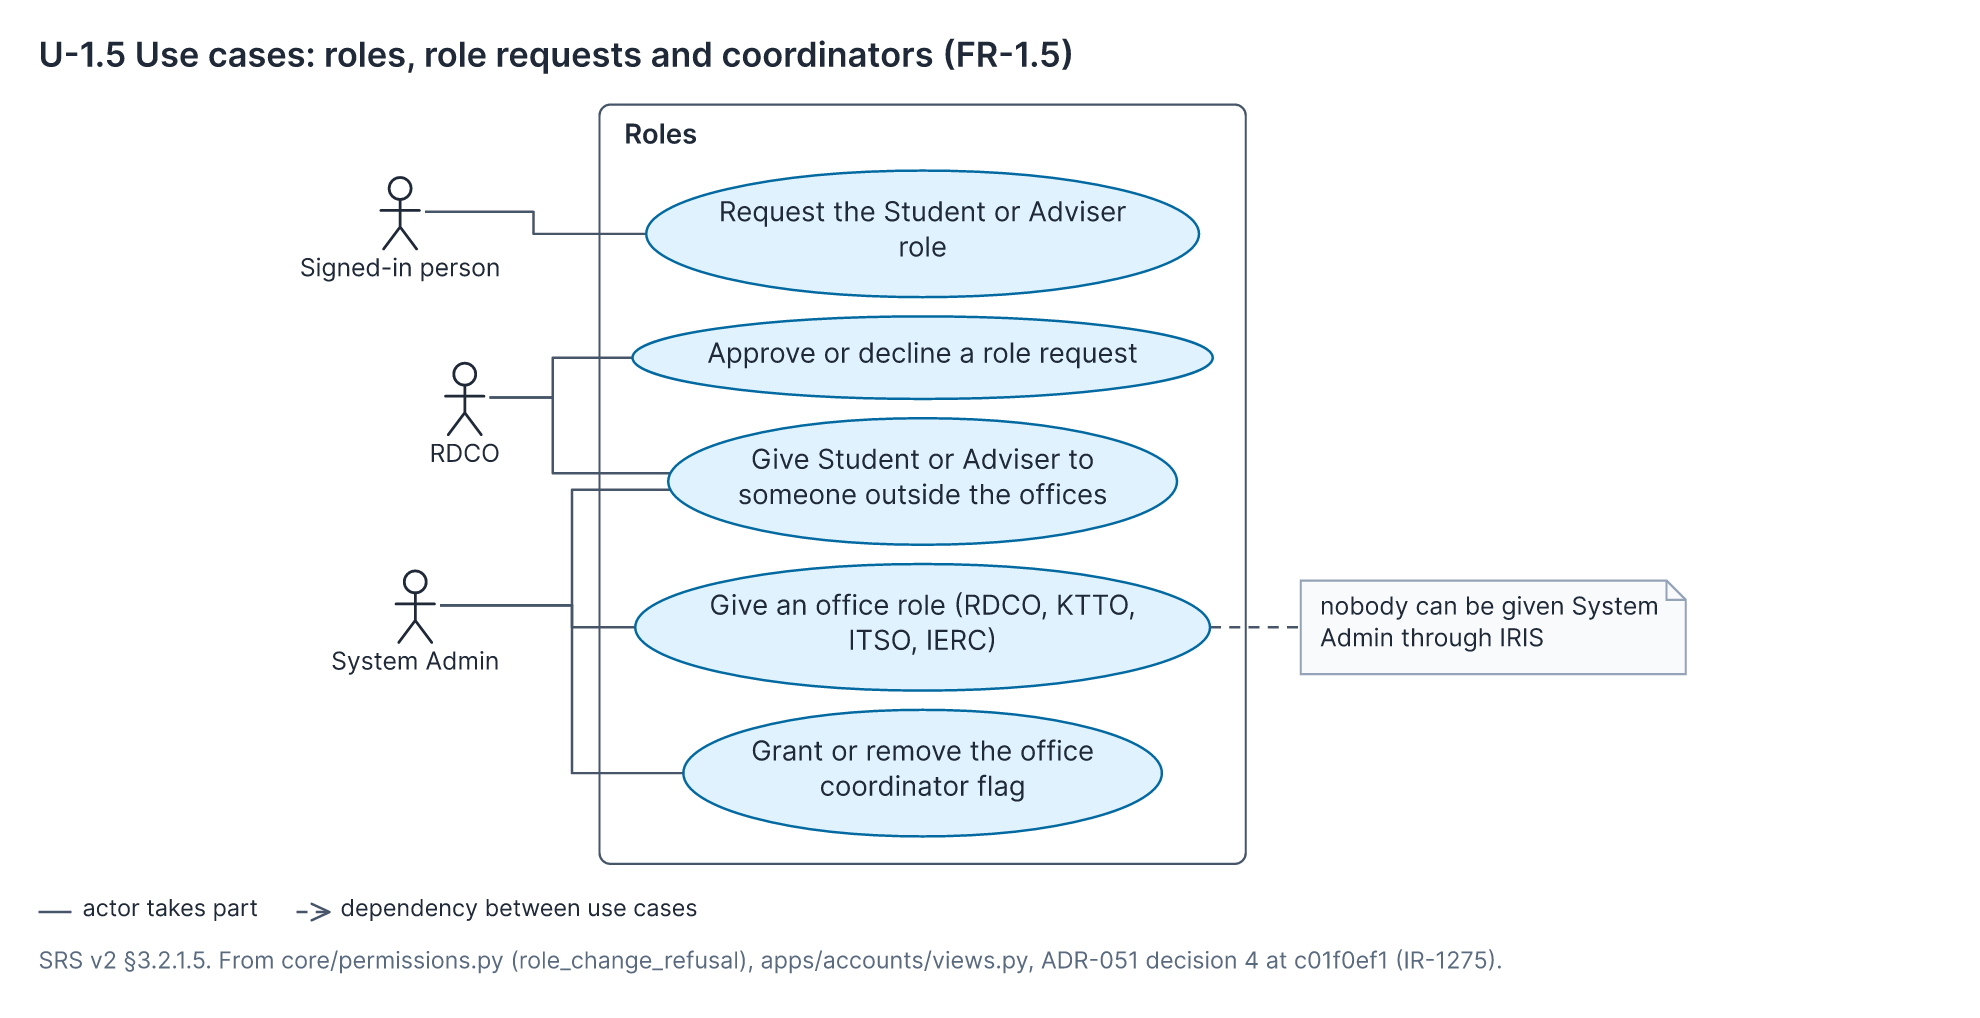 U-1.5 Use cases: roles, role requests and coordinators (FR-1.5)
Roles
Request the Student or Adviser
role
Signed-in person
Approve or decline a role request
RDCO
Give Student or Adviser to
someone outside the offices
System Admin
Give an office role (RDCO, KTTO,
ITSO, IERC)
nobody can be given System
Admin through IRIS
Grant or remove the office
coordinator flag
actor takes part
dependency between use cases
SRS v2 §3.2.1.5. From core/permissions.py (role_change_refusal), apps/accounts/views.py, ADR-051 decision 4 at c01f0ef1 (IR-1275).